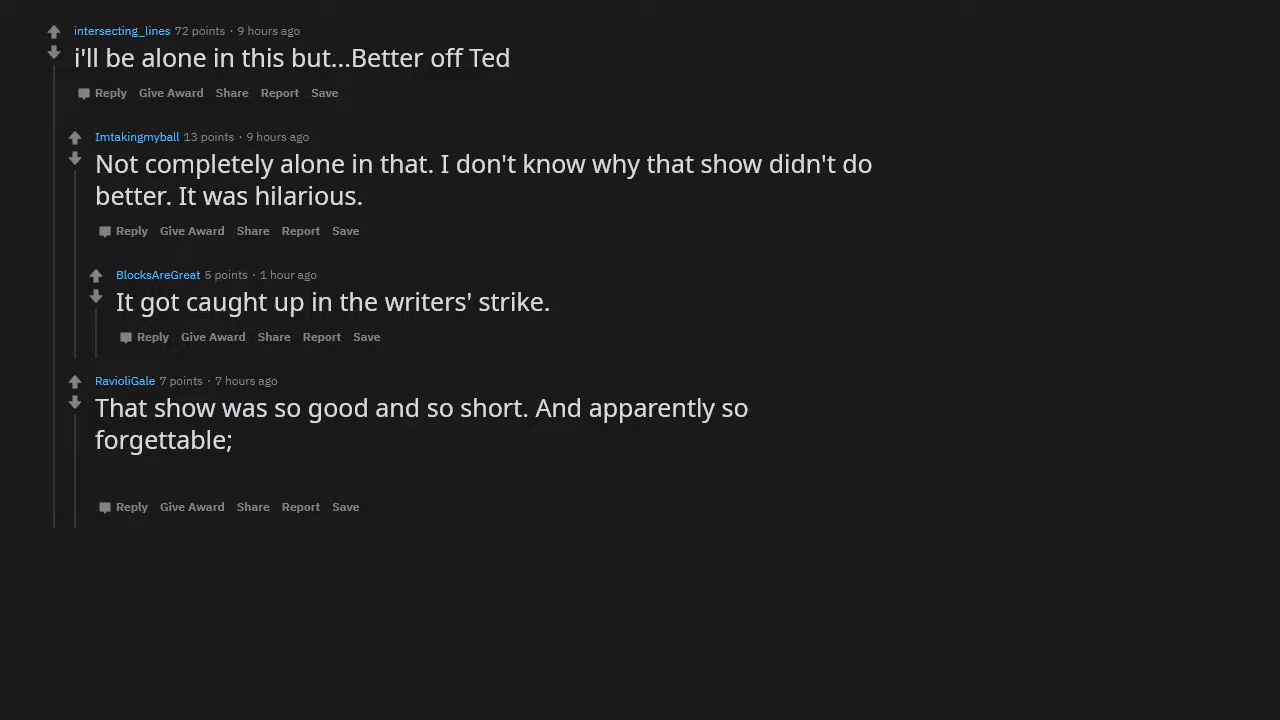 intersecting_lines 72 points · 9 hours ago
i'll be alone in this but...Better off Ted
Reply Give Award Share Report Save
Imtakingmyball 13 points · 9 hours ago
Not completely alone in that. I don't know why that show didn't do
better. It was hilarious.
Reply Give Award Share Report Save
BlocksAreGreat 5 points · 1 hour ago
It got caught up in the writers' strike.
Reply Give Award Share Report Save
RavioliGale 7 points · 7 hours ago
That show was so good and so short. And apparently so
forgettable;
Reply Give Award Share Report Save